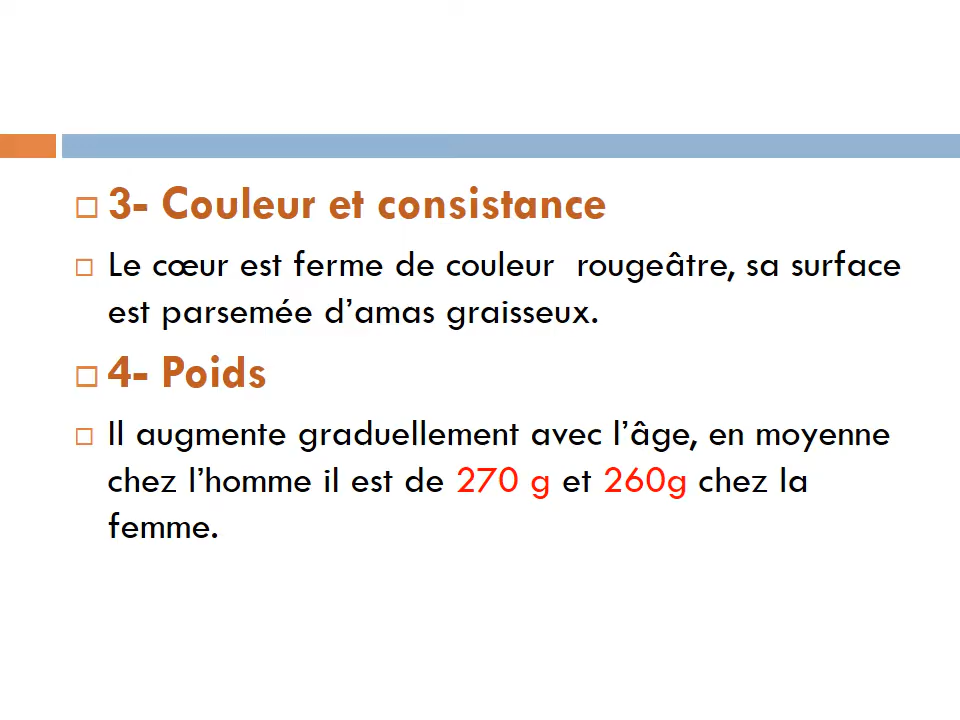 3- Couleur et consistance
Le cœur est ferme de couleur  rougeâtre, sa surface
est parsemée d’amas graisseux.
4- Poids
Il augmente graduellement avec l’âge, en moyenne
chez l’homme il est de 270 g et 260g chez la
femme.